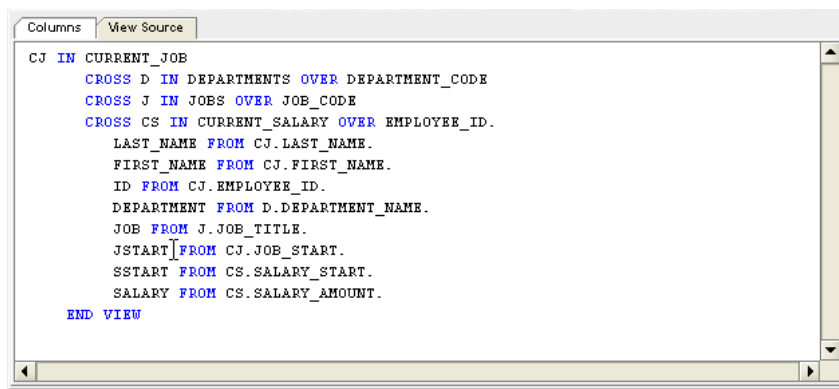 Columns View Source
CJ IN CURRENT_JOB
CROSS D IN DEPARTMENTS OVER DEPARTMENT_CODE
CROSS J IN JOBS OVER JOB_CODE
CROSS CS IN CURRENT_SALARY OVER EMPLOYEE_ID.
LAST_NAME FROM CJ.LAST_NAME.
FIRST_NAME FROM CJ.FIRST_NAME.
ID FROM CJ.EMPLOYEE_ID.
DEPARTMENT FROM D.DEPARTMENT_NAME.
JOB FROM J.JOB_TITLE.
JSTART FROM CJ.JOB_START.
SSTART FROM CS.SALARY_START.
SALARY FROM CS.SALARY_AMOUNT.
END VIEW